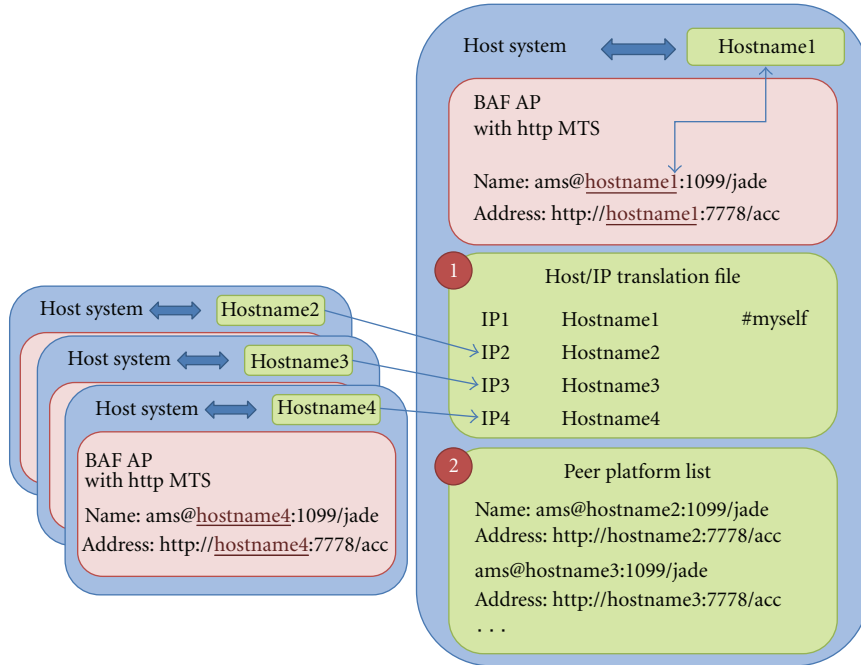 Host system
Hostname1
BAF AP
with http MTS
Name: ams@hostname1:1099/jade
Address: http://hostname1:7778/acc
1
Host/IP translation file
IP1 Hostname1 #myself
IP2 Hostname2
IP3 Hostname3
IP4 Hostname4
2
Peer platform list
Name: ams@hostname2:1099/jade
Address: http://hostname2:7778/acc
ams@hostname3:1099/jade
Address: http://hostname3:7778/acc
. . .
Host system
Hostname2
Host system
Hostname3
Host system
Hostname4
BAF AP
with http MTS
Name: ams@hostname4:1099/jade
Address: http://hostname4:7778/acc